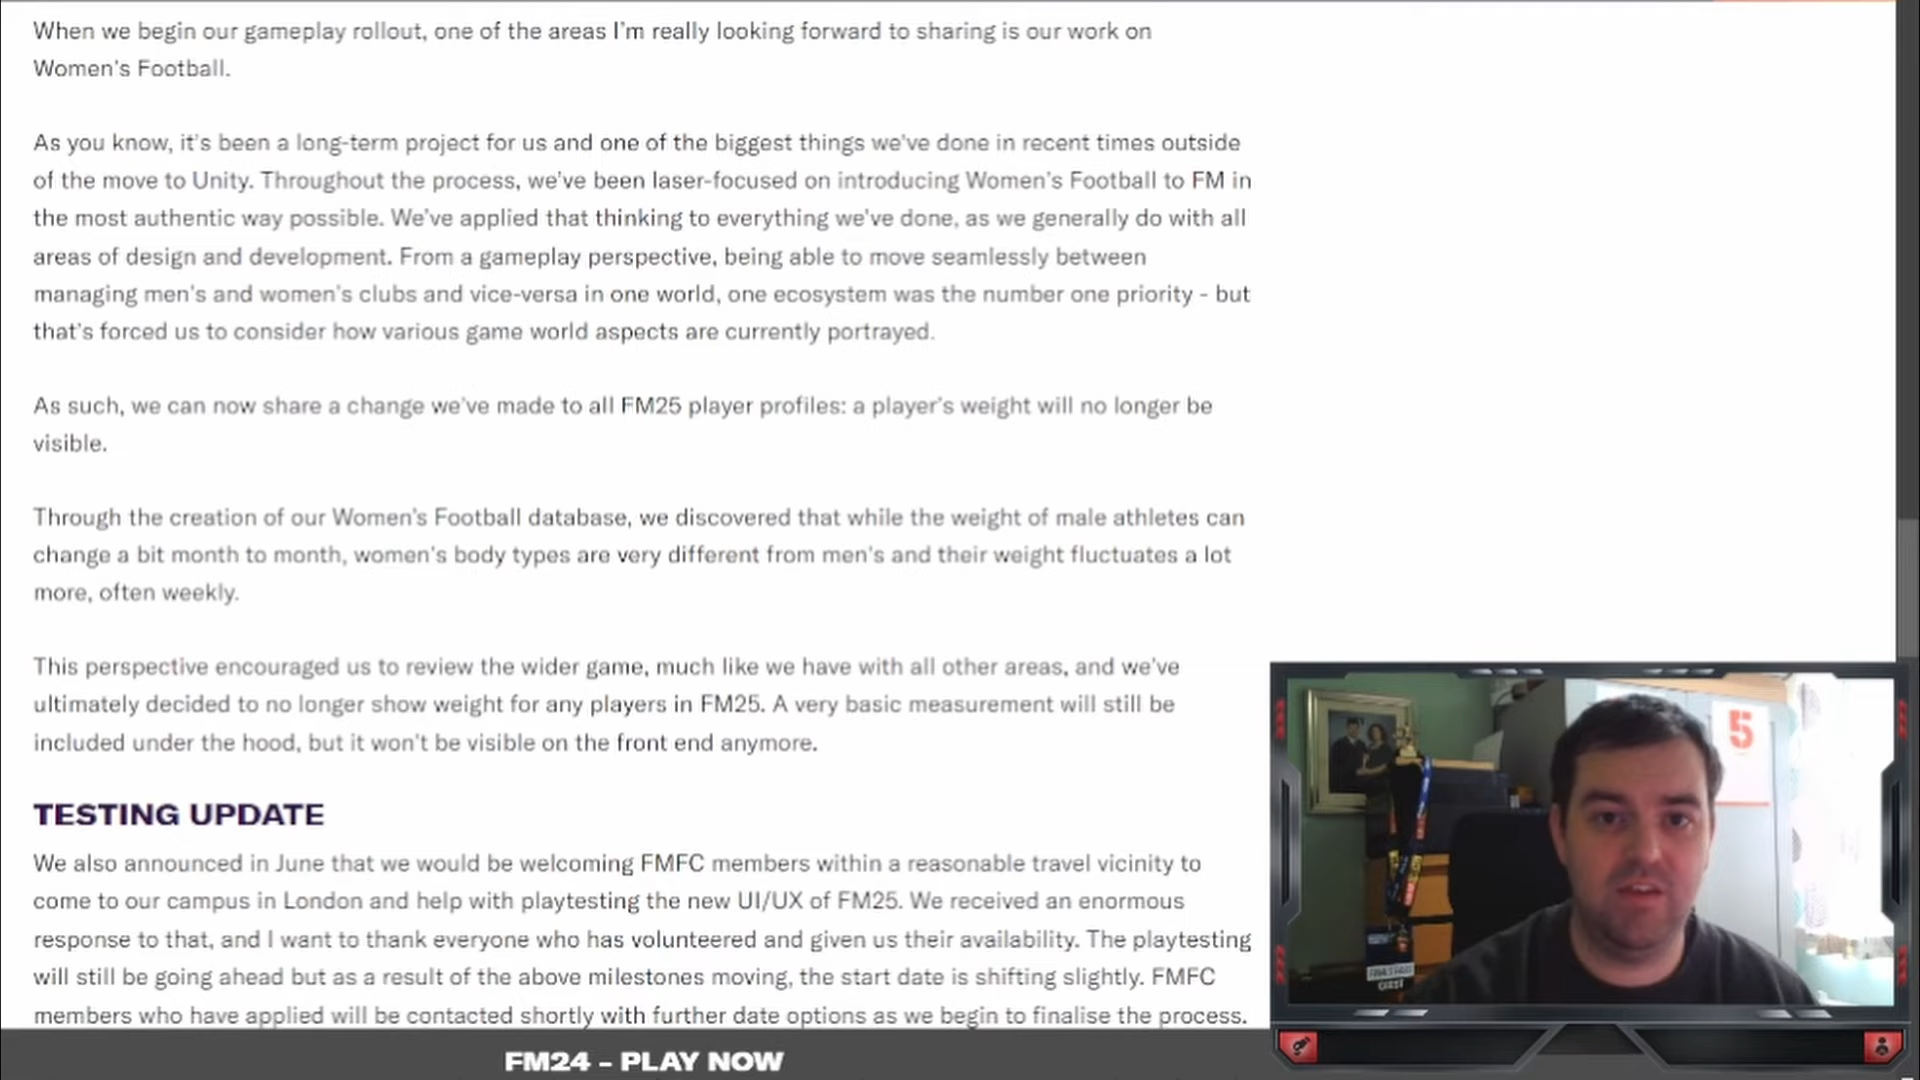 When we begin our gameplay rollout, one of the areas I'm really looking forward to sharing is our work on
Women's Football.
As you know, it's been a long-term project for us and one of the biggest things we've done in recent times outside
of the move to Unity. Throughout the process, we've been laser-focused on introducing Women's Football to FM in
the most authentic way possible. We've applied that thinking to everything we've done, as we generally do with all
areas of design and development. From a gameplay perspective, being able to move seamlessly between
managing men's and women's clubs and vice-versa in one world, one ecosystem was the number one priority - but
that's forced us to consider how various game world aspects are currently portrayed.
As such, we can now share a change we've made to all FM25 player profiles: a player's weight will no longer be
visible.
Through the creation of our Women's Football database, we discovered that while the weight of male athletes can
change a bit month to month, women's body types are very different from men's and their weight fluctuates a lot
more, often weekly.
This perspective encouraged us to review the wider game, much like we have with all other areas, and we've
ultimately decided to no longer show weight for any players in FM25. A very basic measurement will still be
included under the hood, but it won't be visible on the front end anymore.
TESTING UPDATE
We also announced in June that we would be welcoming FMFC members within a reasonable travel vicinity to
come to our campus in London and help with playtesting the new UI/UX of FM25. We received an enormous
response to that, and I want to thank everyone who has volunteered and given us their availability. The playtesting
will still be going ahead but as a result of the above milestones moving, the start date is shifting slightly. FMFC
members who have applied will be contacted shortly with further date options as we begin to finalise the process.
FM24 - PLAY NOW
5